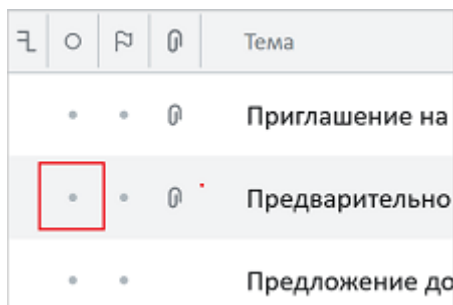 Тема
Приглашение на
Предварительно
Предложение до